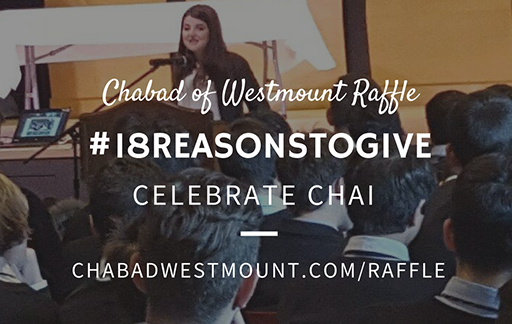 Chabad of Westmount Raffle
#18REASONSTOGIVE
CELEBRATE CHAI
CHABADWESTMOUNT.COM/RAFFLE